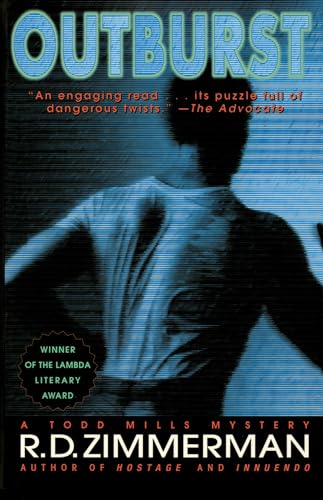 OUTBURST
"An engaging read . . . its puzzle full of
dangerous twists." —The Advocate
WINNER
OF THE LAMBDA
LITERARY
AWARD
A TODD MILLS MYSTERY
R.D.ZIMMERMAN
AUTHOR OF HOSTAGE AND INNUENDO